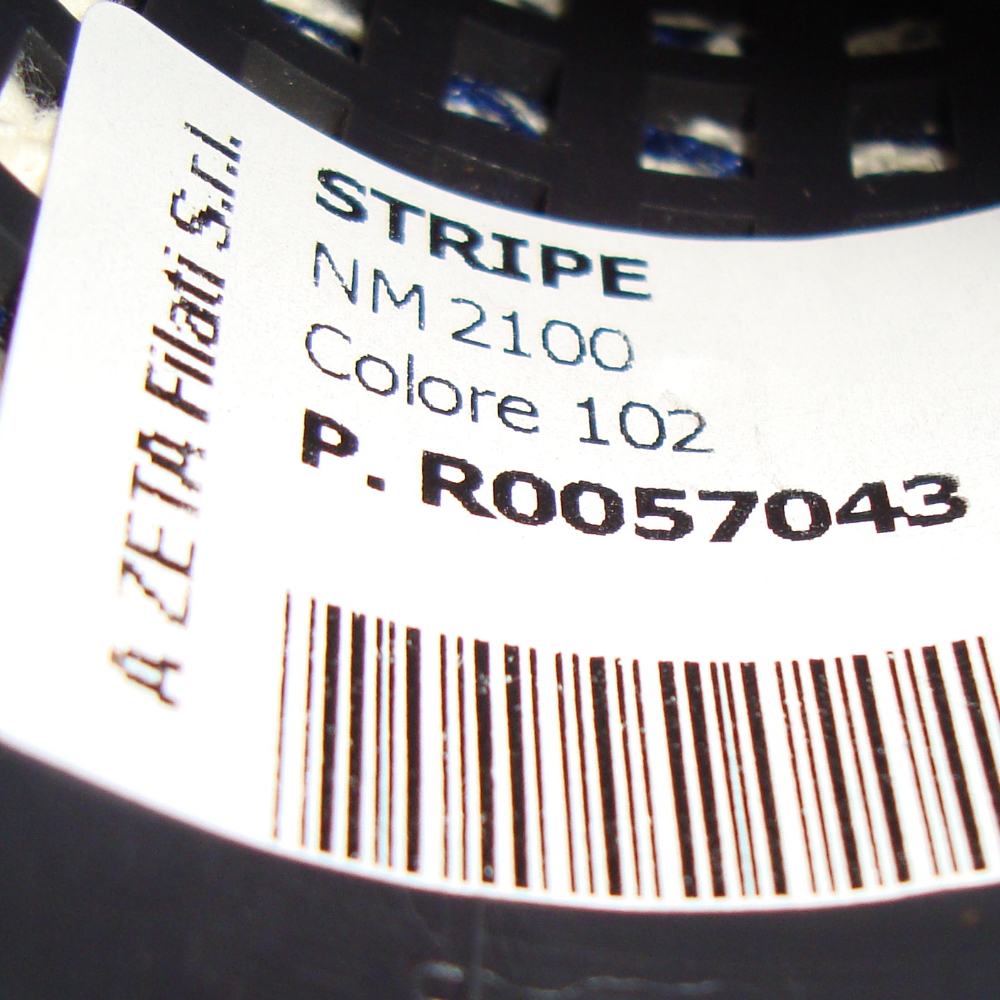 A ZETA Filati S.r.l.
STRIPE
NM 2100
Colore 102
P. R0057043